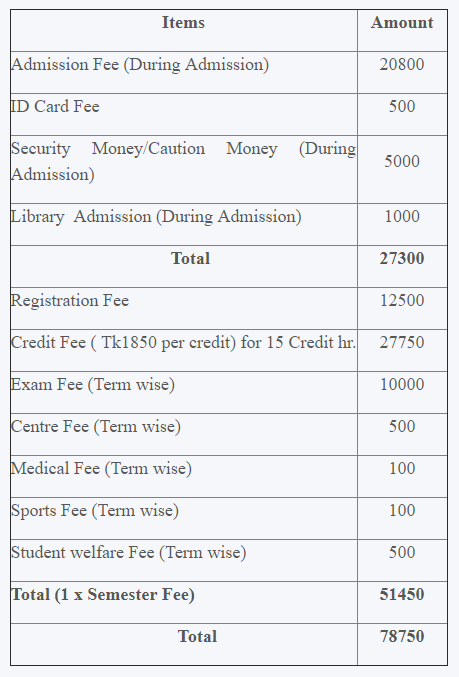 Items Amount
Admission Fee (During Admission) 20800
ID Card Fee 500
Security Money/Caution Money (During
Admission) 5000
Library Admission (During Admission) 1000
Total 27300
Registration Fee 12500
Credit Fee ( Tk1850 per credit) for 15 Credit hr. 27750
Exam Fee (Term wise) 10000
Centre Fee (Term wise) 500
Medical Fee (Term wise) 100
Sports Fee (Term wise) 100
Student welfare Fee (Term wise) 500
Total (1 x Semester Fee) 51450
Total 78750